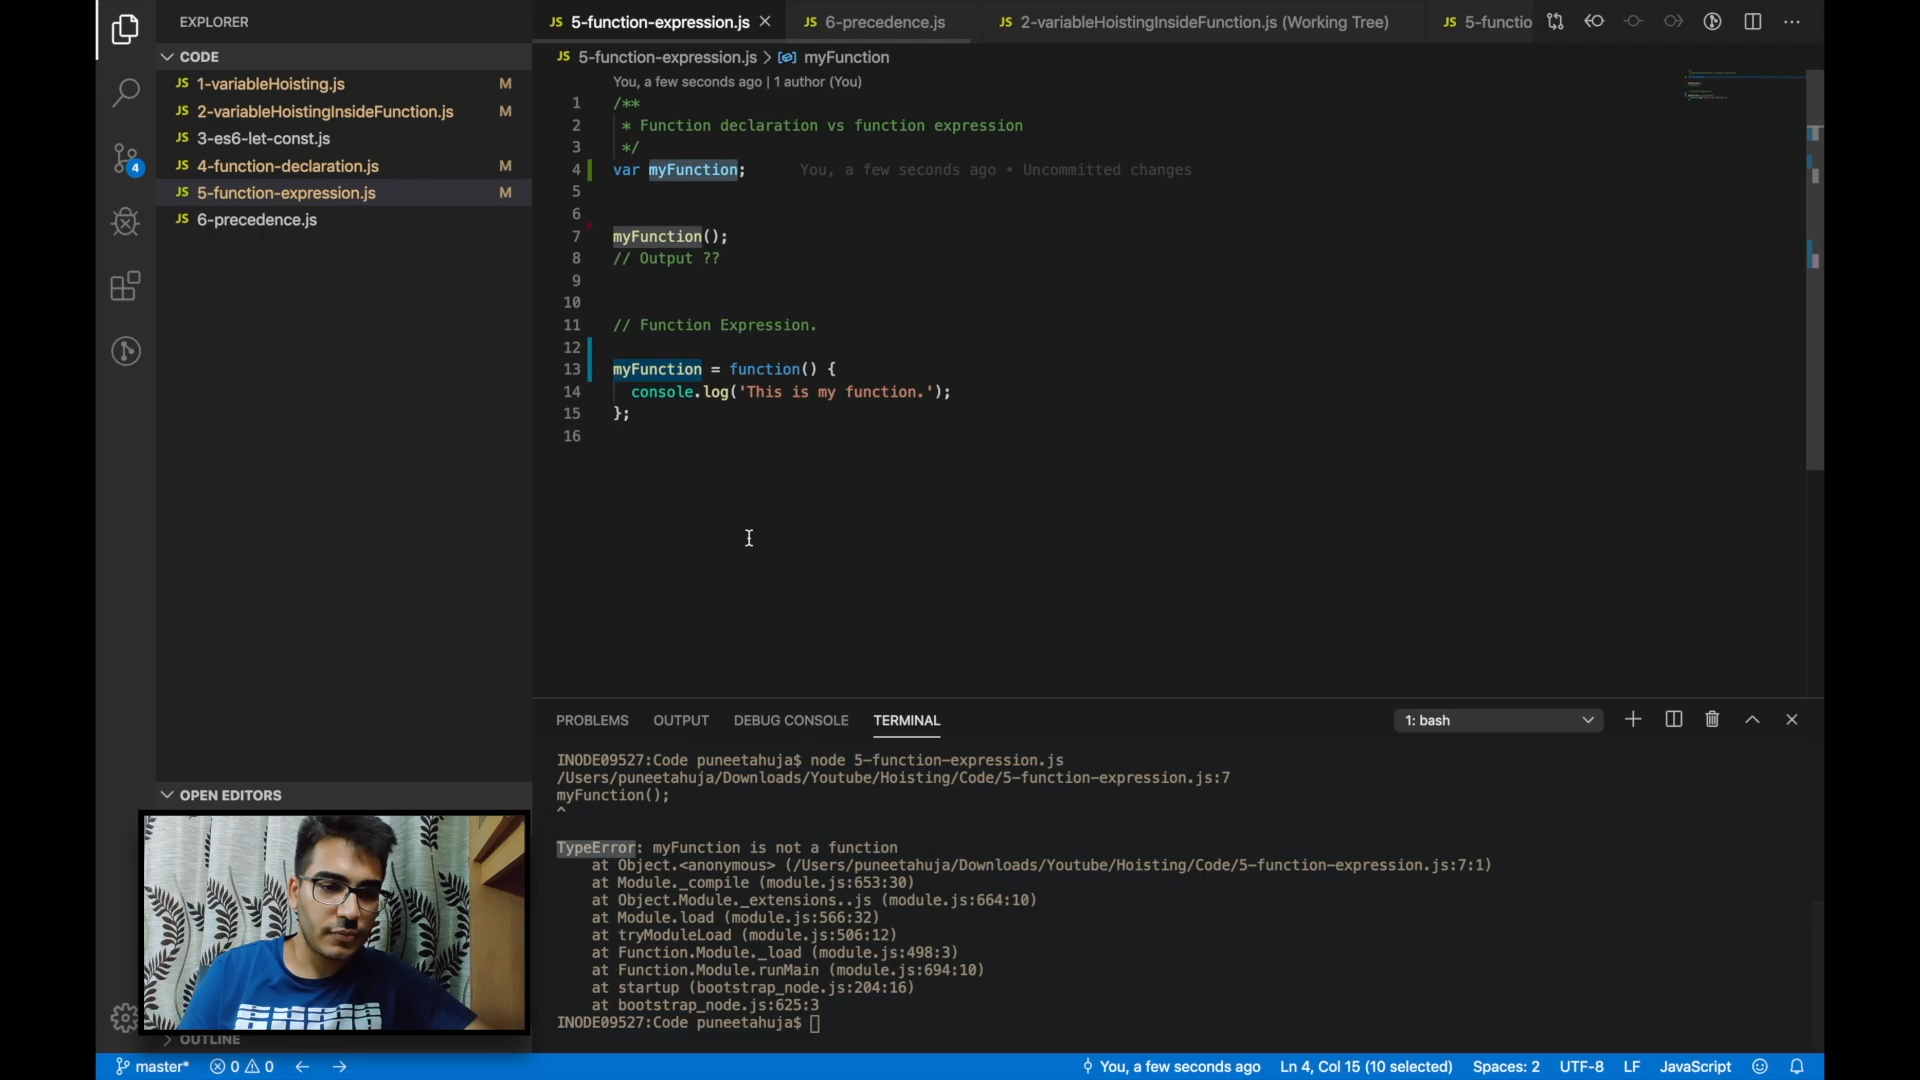 EXPLORER
CODE
JS 1-variableHoisting.js M
JS 2-variableHoistingInsideFunction.js M
JS 3-es6-let-const.js
JS 4-function-declaration.js M
JS 5-function-expression.js M
JS 6-precedence.js
4
OPEN EDITORS
OUTLINE
JS 5-function-expression.js
JS 6-precedence.js
JS 2-variableHoistingInsideFunction.js (Working Tree)
JS 5-functio
JS 5-function-expression.js > myFunction
You, a few seconds ago | 1 author (You)
1 /**
2 * Function declaration vs function expression
3 */
4 var myFunction; You, a few seconds ago • Uncommitted changes
5
6
7 myFunction();
8 // Output ??
9
10
11 // Function Expression.
12
13 myFunction = function() {
14 console.log('This is my function.');
15 };
16
PROBLEMS OUTPUT DEBUG CONSOLE TERMINAL 1: bash
INODE09527:Code puneetahuja$ node 5-function-expression.js
/Users/puneetahuja/Downloads/Youtube/Hoisting/Code/5-function-expression.js:7
myFunction();
^
TypeError: myFunction is not a function
at Object.<anonymous> (/Users/puneetahuja/Downloads/Youtube/Hoisting/Code/5-function-expression.js:7:1)
at Module._compile (module.js:653:30)
at Object.Module._extensions..js (module.js:664:10)
at Module.load (module.js:566:32)
at tryModuleLoad (module.js:506:12)
at Function.Module._load (module.js:498:3)
at Function.Module.runMain (module.js:694:10)
at startup (bootstrap_node.js:204:16)
at bootstrap_node.js:625:3
INODE09527:Code puneetahuja$
master* 0 0 You, a few seconds ago Ln 4, Col 15 (10 selected) Spaces: 2 UTF-8 LF JavaScript